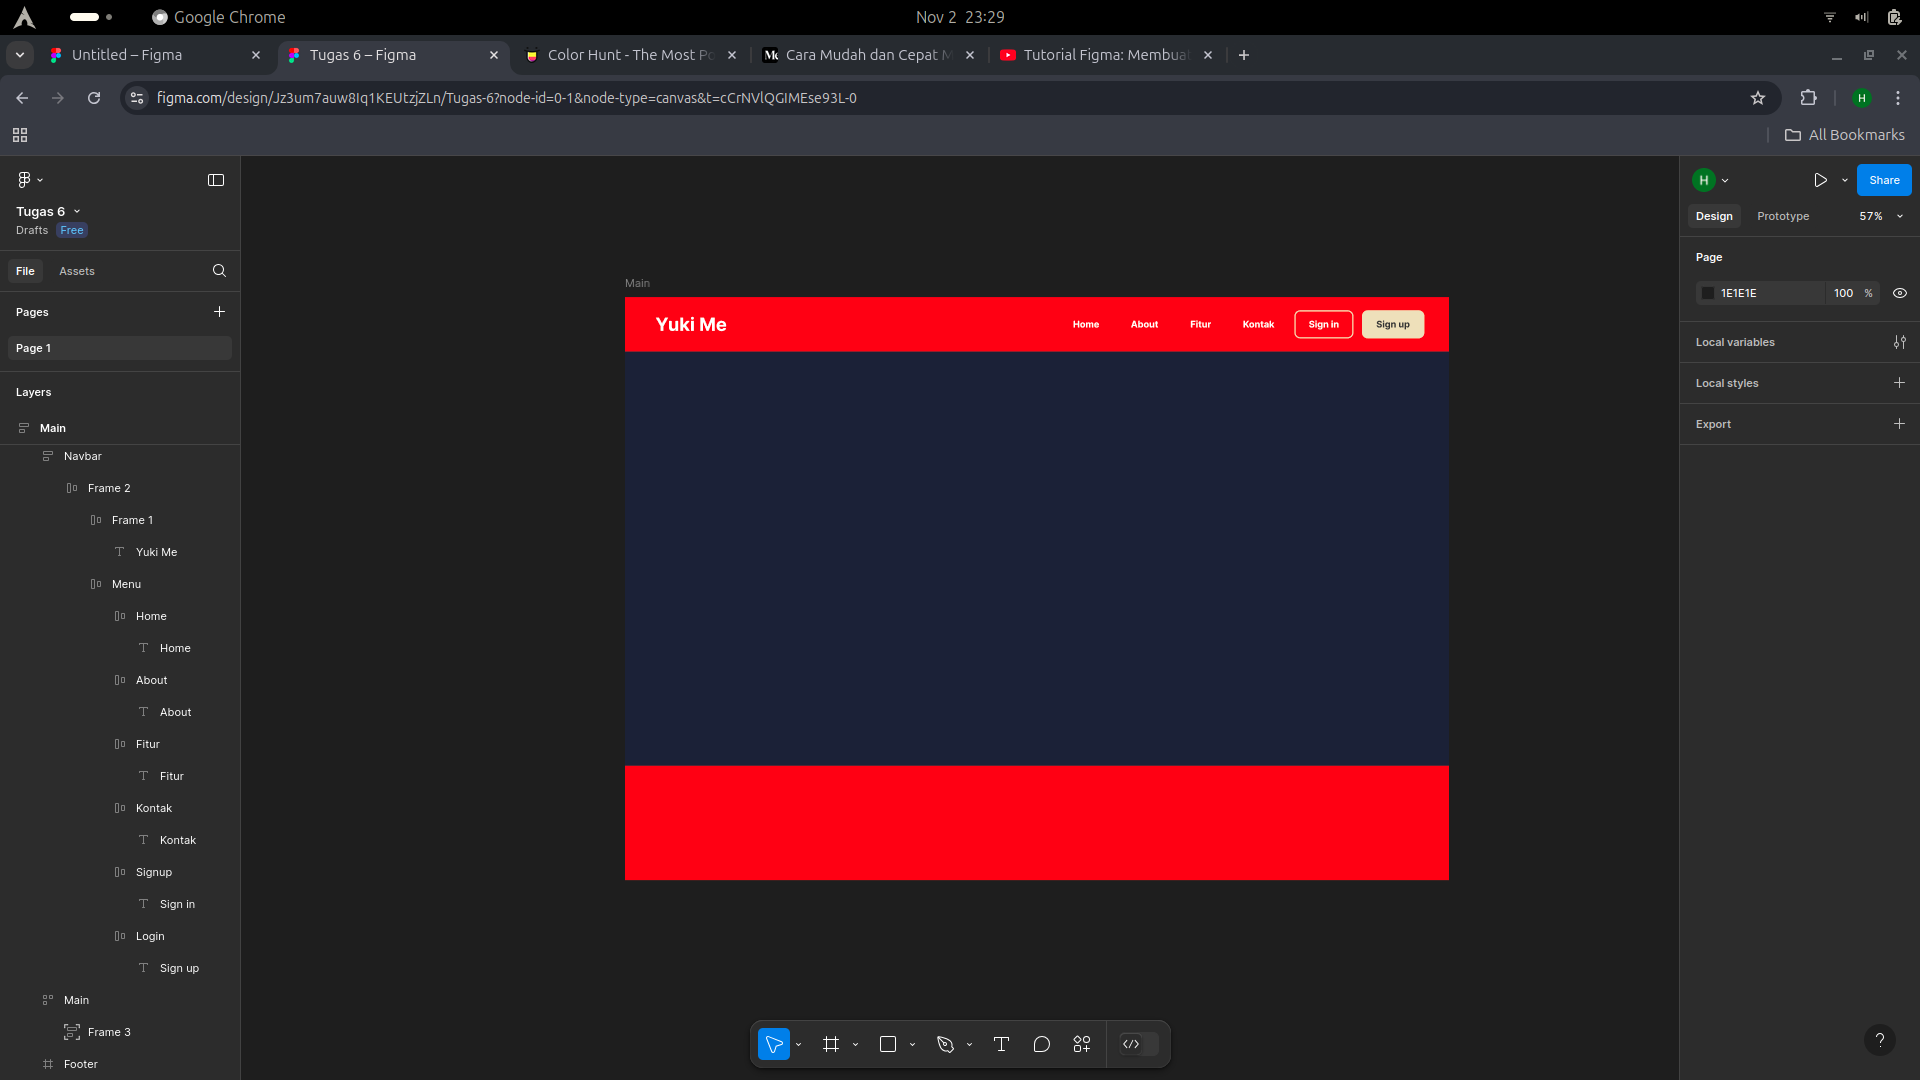 Google Chrome
Nov 2 23:29
Untitled – Figma
Tugas 6 – Figma
Color Hunt - The Most Po
Cara Mudah dan Cepat M
Tutorial Figma: Membua
figma.com/design/Jz3um7auw8Iq1KEUtzjZLn/Tugas-6?node-id=0-1&node-type=canvas&t=cCrNVlQGIMEse93L-0
H
All Bookmarks
Tugas 6
Drafts
Free
File
Assets
Pages
Page 1
Layers
Main
Navbar
Frame 2
Frame 1
Yuki Me
Menu
Home
Home
About
About
Fitur
Fitur
Kontak
Kontak
Signup
Sign in
Login
Sign up
Main
Frame 3
Footer
Main
Yuki Me
Home
About
Fitur
Kontak
Sign in
Sign up
H
Share
Design
Prototype
57%
Page
1E1E1E
100 %
Local variables
Local styles
Export
?